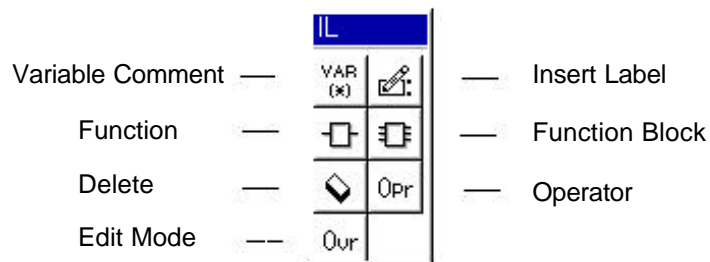 IL
Variable Comment
VAR
(*)
Insert Label
Function
Function Block
Delete
Opr
Operator
Edit Mode
Ovr